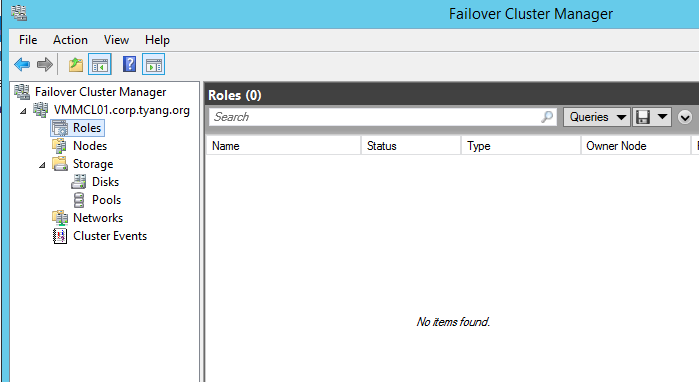 Failover Cluster Manager
File Action View Help
Failover Cluster Manager
VMMCL01.corp.tyang.org
Roles
Nodes
Storage
Disks
Pools
Networks
Cluster Events
Roles (0)
Search Queries
Name Status Type Owner Node
No items found.